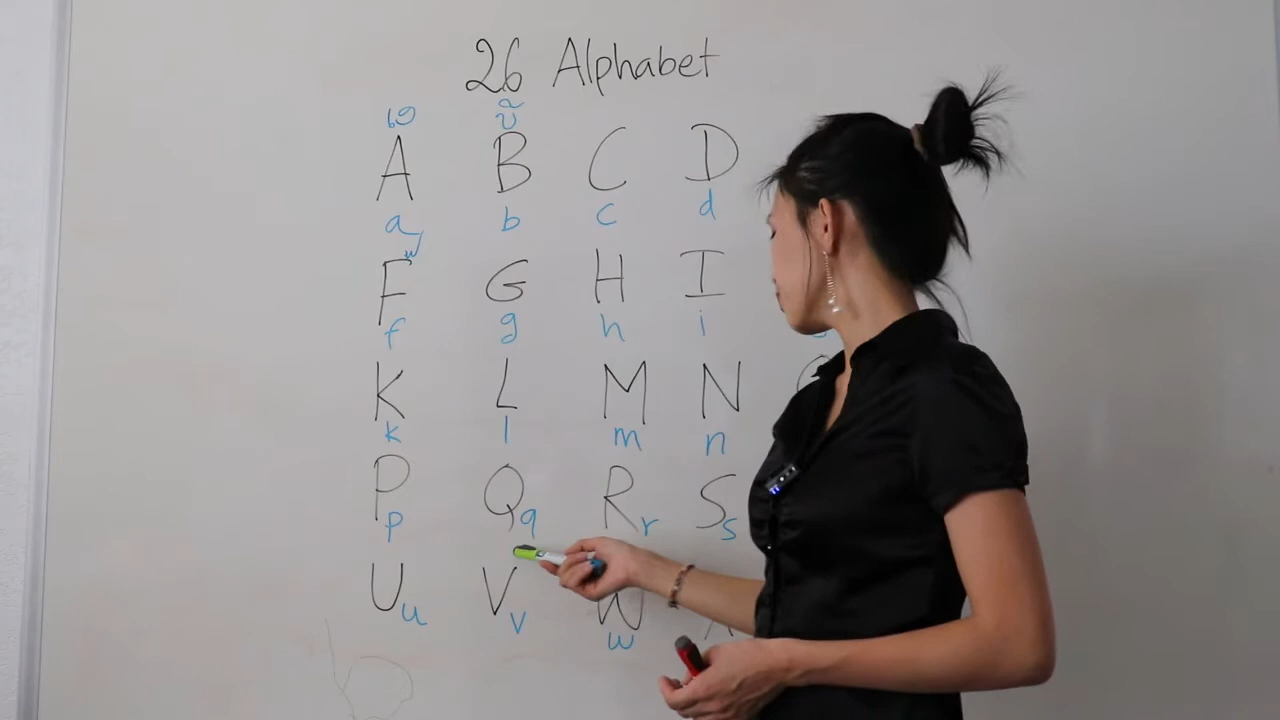 26 Alphabet
A B C D
a b c d
F G H I
f g h i
K L M N
k l m n
P Q R S
p q r s
U V W
u v w